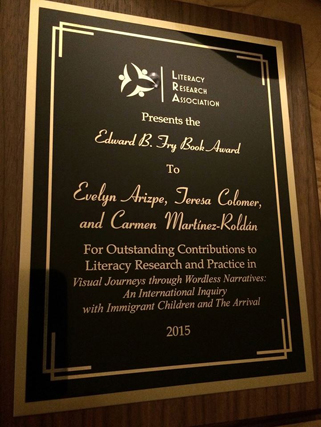 LITERACY
RESEARCH
ASSOCIATION
Presents the
Edward B. Fry Book Award
To
Evelyn Arizpe, Teresa Colomer,
and Carmen Martínez-Roldán
For Outstanding Contributions to
Literacy Research and Practice in
Visual Journeys through Wordless Narratives:
An International Inquiry
with Immigrant Children and The Arrival
2015